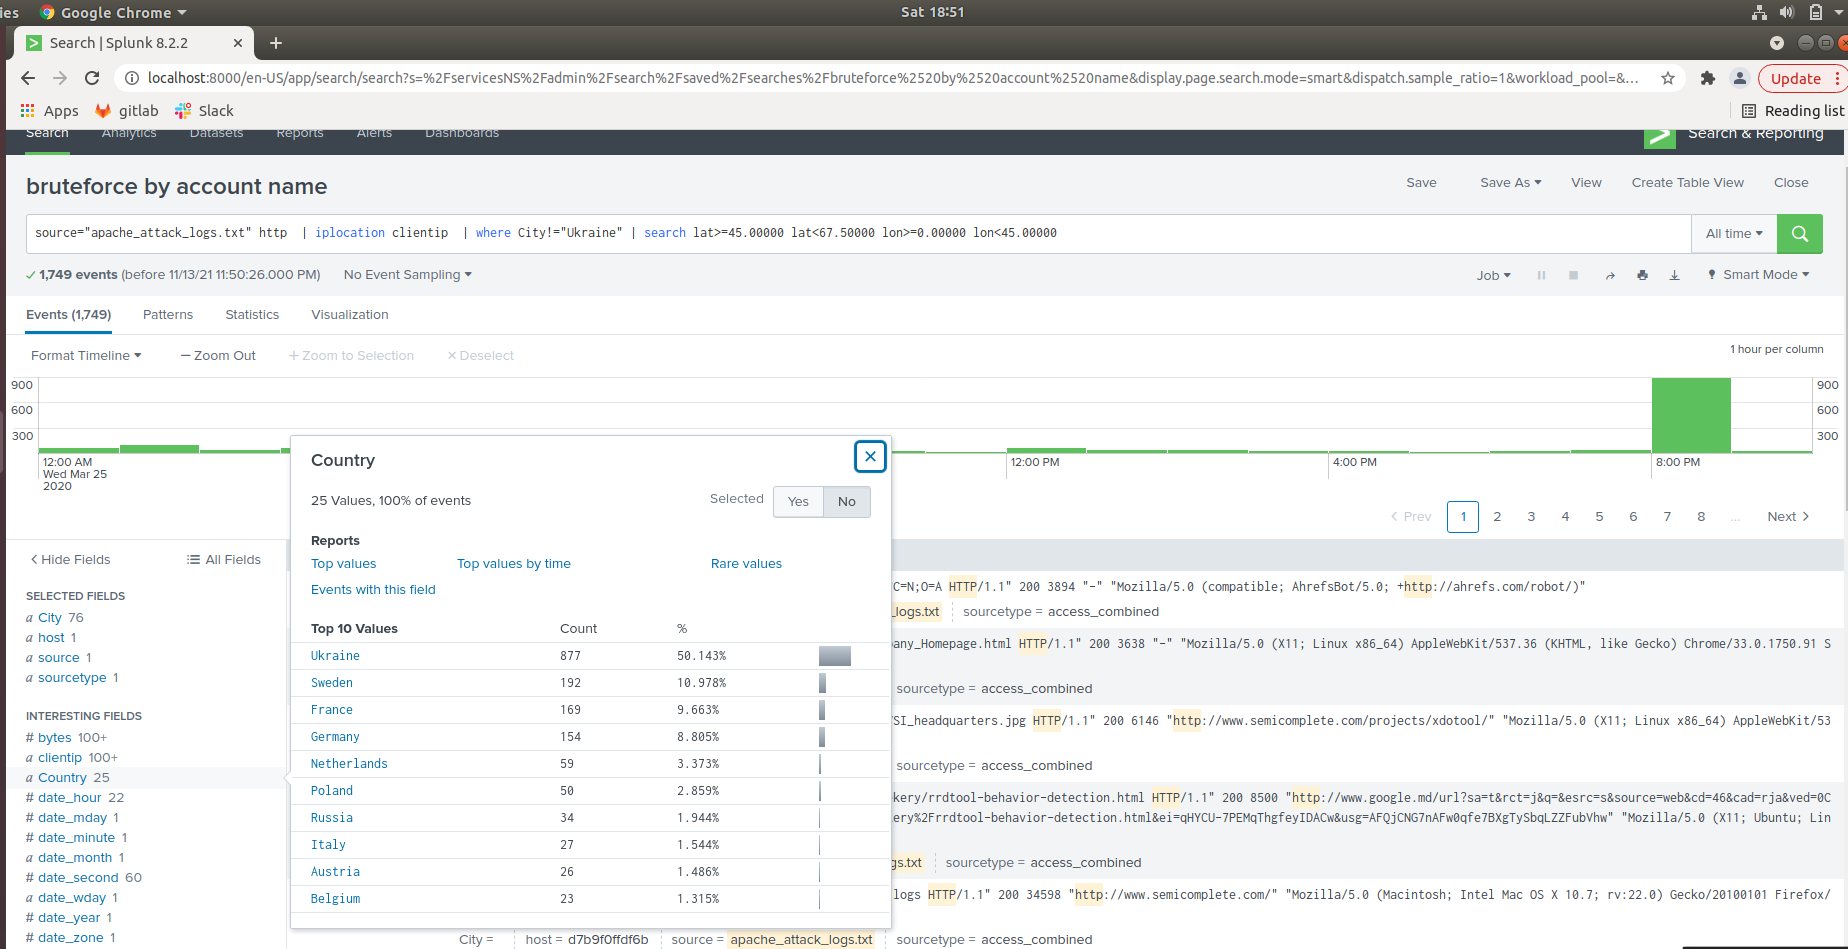 ies Google Chrome Sat 18:51
Search | Splunk 8.2.2
localhost:8000/en-US/app/search/search?s=%2FservicesNS%2Fadmin%2Fsearch%2Fsaved%2Fsearches%2Fbruteforce%2520by%2520account%2520name&display.page.search.mode=smart&dispatch.sample_ratio=1&workload_pool=&... Update
Apps gitlab Slack Reading list
Search Analytics Datasets Reports Alerts Dashboards Search & Reporting
bruteforce by account name Save Save As View Create Table View Close
source="apache_attack_logs.txt" http | iplocation clientip | where City!="Ukraine" | search lat>=45.00000 lat<67.50000 lon>=0.00000 lon<45.00000 All time
1,749 events (before 11/13/21 11:50:26.000 PM) No Event Sampling Job Smart Mode
Events (1,749) Patterns Statistics Visualization
Format Timeline — Zoom Out + Zoom to Selection × Deselect 1 hour per column
900 900
600 600
300 300
12:00 AM 12:00 PM 4:00 PM 8:00 PM
Wed Mar 25
2020
< Prev 1 2 3 4 5 6 7 8 ... Next >
< Hide Fields All Fields
SELECTED FIELDS
a City 76
a host 1
a source 1
a sourcetype 1
INTERESTING FIELDS
# bytes 100+
a clientip 100+
a Country 25
# date_hour 22
# date_mday 1
# date_minute 1
a date_month 1
# date_second 60
a date_wday 1
# date_year 1
# date_zone 1
Country
25 Values, 100% of events Selected Yes No
Reports
Top values Top values by time Rare values
Events with this field
Top 10 Values Count %
Ukraine 877 50.143%
Sweden 192 10.978%
France 169 9.663%
Germany 154 8.805%
Netherlands 59 3.373%
Poland 50 2.859%
Russia 34 1.944%
Italy 27 1.544%
Austria 26 1.486%
Belgium 23 1.315%
C=N;O=A HTTP/1.1" 200 3894 "-" "Mozilla/5.0 (compatible; AhrefsBot/5.0; +http://ahrefs.com/robot/)"
_logs.txt sourcetype = access_combined
any_Homepage.html HTTP/1.1" 200 3638 "-" "Mozilla/5.0 (X11; Linux x86_64) AppleWebKit/537.36 (KHTML, like Gecko) Chrome/33.0.1750.91 S
sourcetype = access_combined
/SI_headquarters.jpg HTTP/1.1" 200 6146 "http://www.semicomplete.com/projects/xdotool/" "Mozilla/5.0 (X11; Linux x86_64) AppleWebKit/53
sourcetype = access_combined
kery/rrdtool-behavior-detection.html HTTP/1.1" 200 8500 "http://www.google.md/url?sa=t&rct=j&q=&esrc=s&source=web&cd=46&cad=rja&ved=0C
ery%2Frrdtool-behavior-detection.html&ei=qHYCU-7PEMqThgfeyIDACw&usg=AFQjCNG7nAFw0qfe7BXgTySbqLZZFubVhw" "Mozilla/5.0 (X11; Ubuntu; Lin
gs.txt sourcetype = access_combined
logs HTTP/1.1" 200 34598 "http://www.semicomplete.com/" "Mozilla/5.0 (Macintosh; Intel Mac OS X 10.7; rv:22.0) Gecko/20100101 Firefox/
City = host = d7b9f0ffdf6b source = apache_attack_logs.txt sourcetype = access_combined